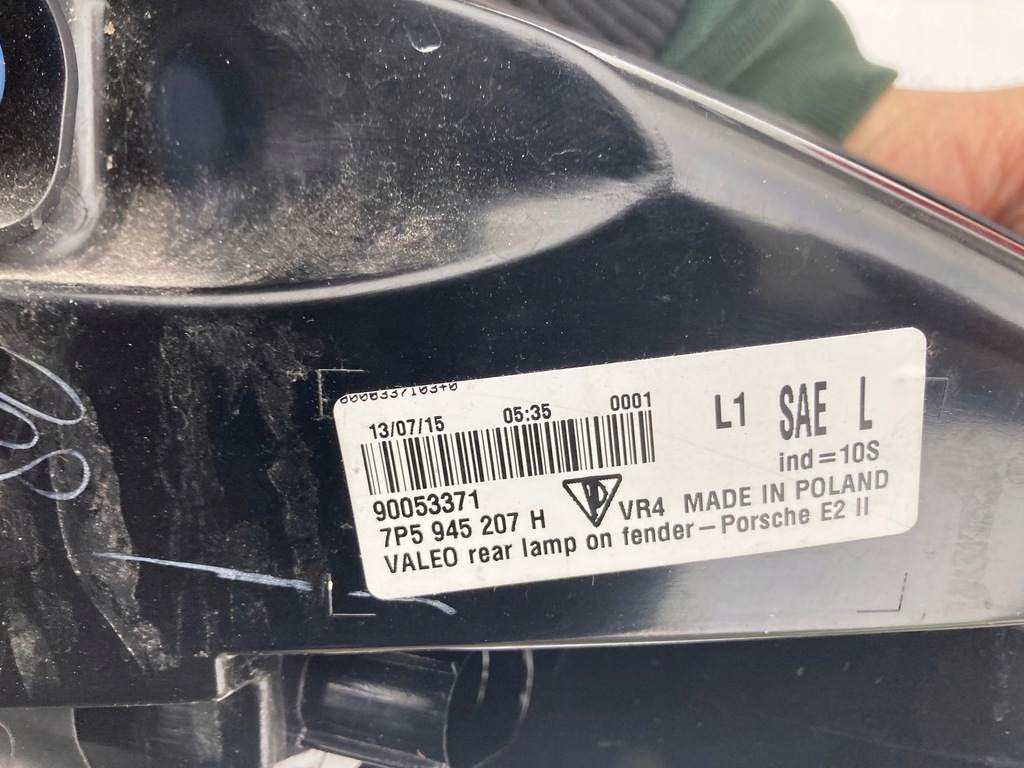 13/07/15 05:35 0001
L1 SAE L
ind=10S
90053371
7P5 945 207 H VR4 MADE IN POLAND
VALEO rear lamp on fender-Porsche E2 II